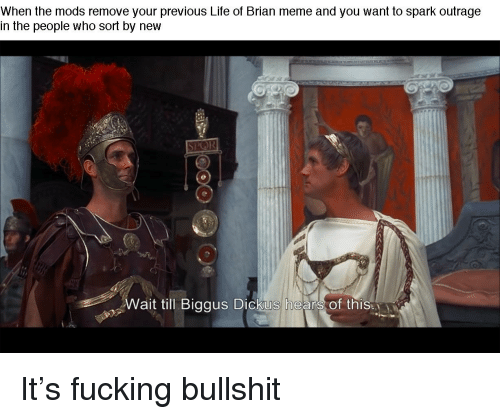 When the mods remove your previous Life of Brian meme and you want to spark outrage
in the people who sort by new
SPQR
Wait till Biggus Dickus hears of this
It’s fucking bullshit